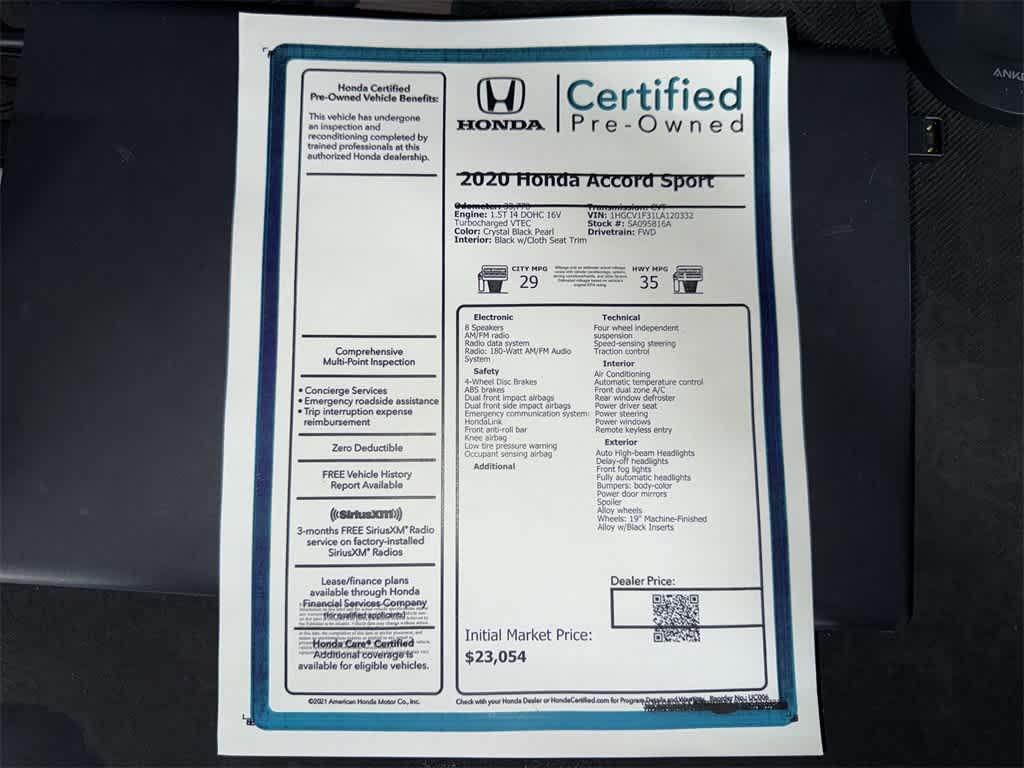 Honda Certified
Pre-Owned Vehicle Benefits:
This vehicle has undergone
an inspection and
reconditioning completed by
trained professionals at this
authorized Honda dealership.
Comprehensive
Multi-Point Inspection
• Concierge Services
• Emergency roadside assistance
• Trip interruption expense
reimbursement
Zero Deductible
FREE Vehicle History
Report Available
((SiriusXM))
3-months FREE SiriusXM® Radio
service on factory-installed
SiriusXM® Radios
Lease/finance plans
available through Honda
Financial Services Company
(for qualified applicants)
Honda Care® Certified
Additional coverage is
available for eligible vehicles.
©2021 American Honda Motor Co., Inc.
HONDA
Certified
Pre-Owned
2020 Honda Accord Sport
Odometer:
Engine: 1.5T I4 DOHC 16V
Turbocharged VTEC
Color: Crystal Black Pearl
Interior: Black w/Cloth Seat Trim
Transmission: CVT
VIN: 1HGCV1F31LA120332
Stock #: SA095816A
Drivetrain: FWD
CITY MPG
29
HWY MPG
35
Electronic
8 Speakers
AM/FM radio
Radio data system
Radio: 180-Watt AM/FM Audio
System
Safety
4-Wheel Disc Brakes
ABS brakes
Dual front impact airbags
Dual front side impact airbags
Emergency communication system:
HondaLink
Front anti-roll bar
Knee airbag
Low tire pressure warning
Occupant sensing airbag
Additional
Technical
Four wheel independent
suspension
Speed-sensing steering
Traction control
Interior
Air Conditioning
Automatic temperature control
Front dual zone A/C
Rear window defroster
Power driver seat
Power steering
Power windows
Remote keyless entry
Exterior
Auto High-beam Headlights
Delay-off headlights
Front fog lights
Fully automatic headlights
Bumpers: body-color
Power door mirrors
Spoiler
Alloy wheels
Wheels: 19" Machine-Finished
Alloy w/Black Inserts
Dealer Price:
Initial Market Price:
$23,054
Check with your Honda Dealer or HondaCertified.com for Program Details and Warranty. Reorder No.: UC006